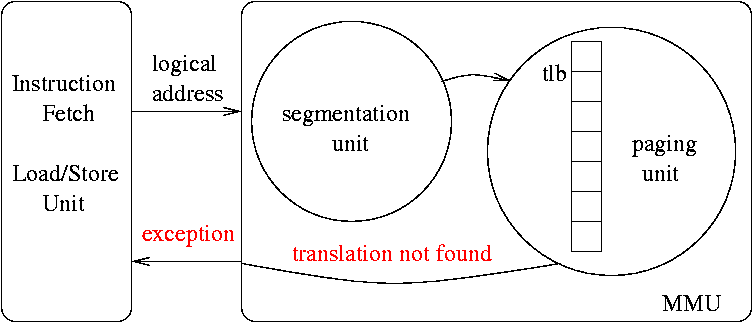 Instruction
Fetch
Load/Store
Unit
logical
address
exception
segmentation
unit
translation not found
tlb
paging
unit
MMU